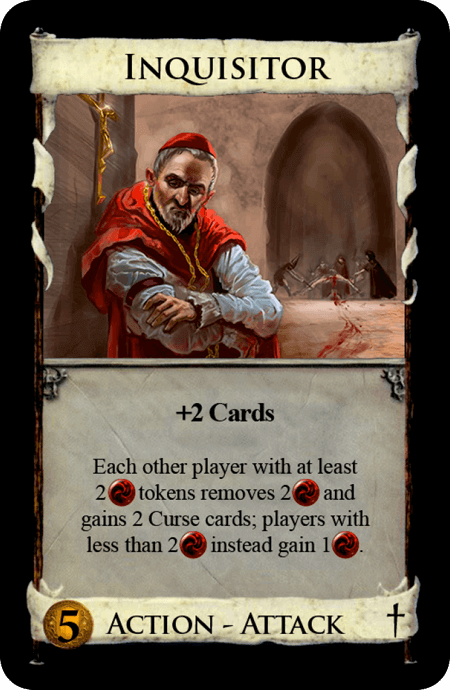 INQUISITOR
+2 Cards
Each other player with at least
2 tokens removes 2 and
gains 2 Curse cards; players with
less than 2 instead gain 1.
5 ACTION - ATTACK